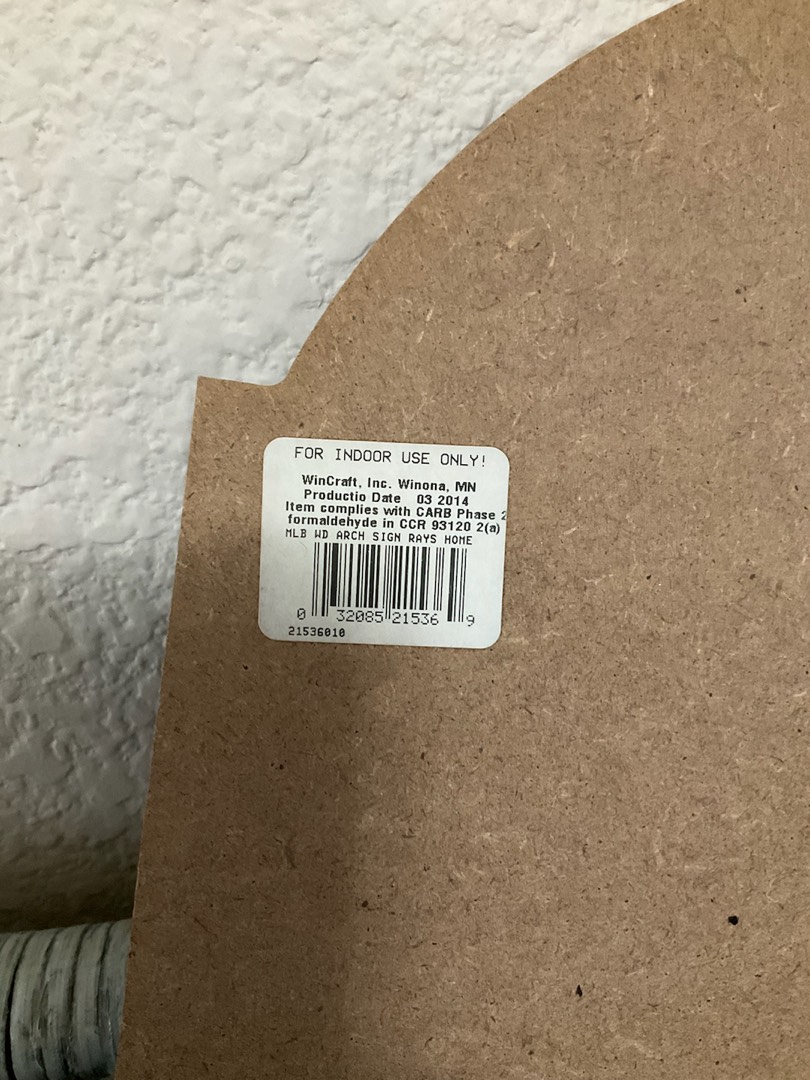 FOR INDOOR USE ONLY!
WinCraft, Inc. Winona, MN
Productio Date 03 2014
Item complies with CARB Phase 2
formaldehyde in CCR 93120 2(a)
MLB WD ARCH SIGN RAYS HOME
0 32085 21536 9
21536010